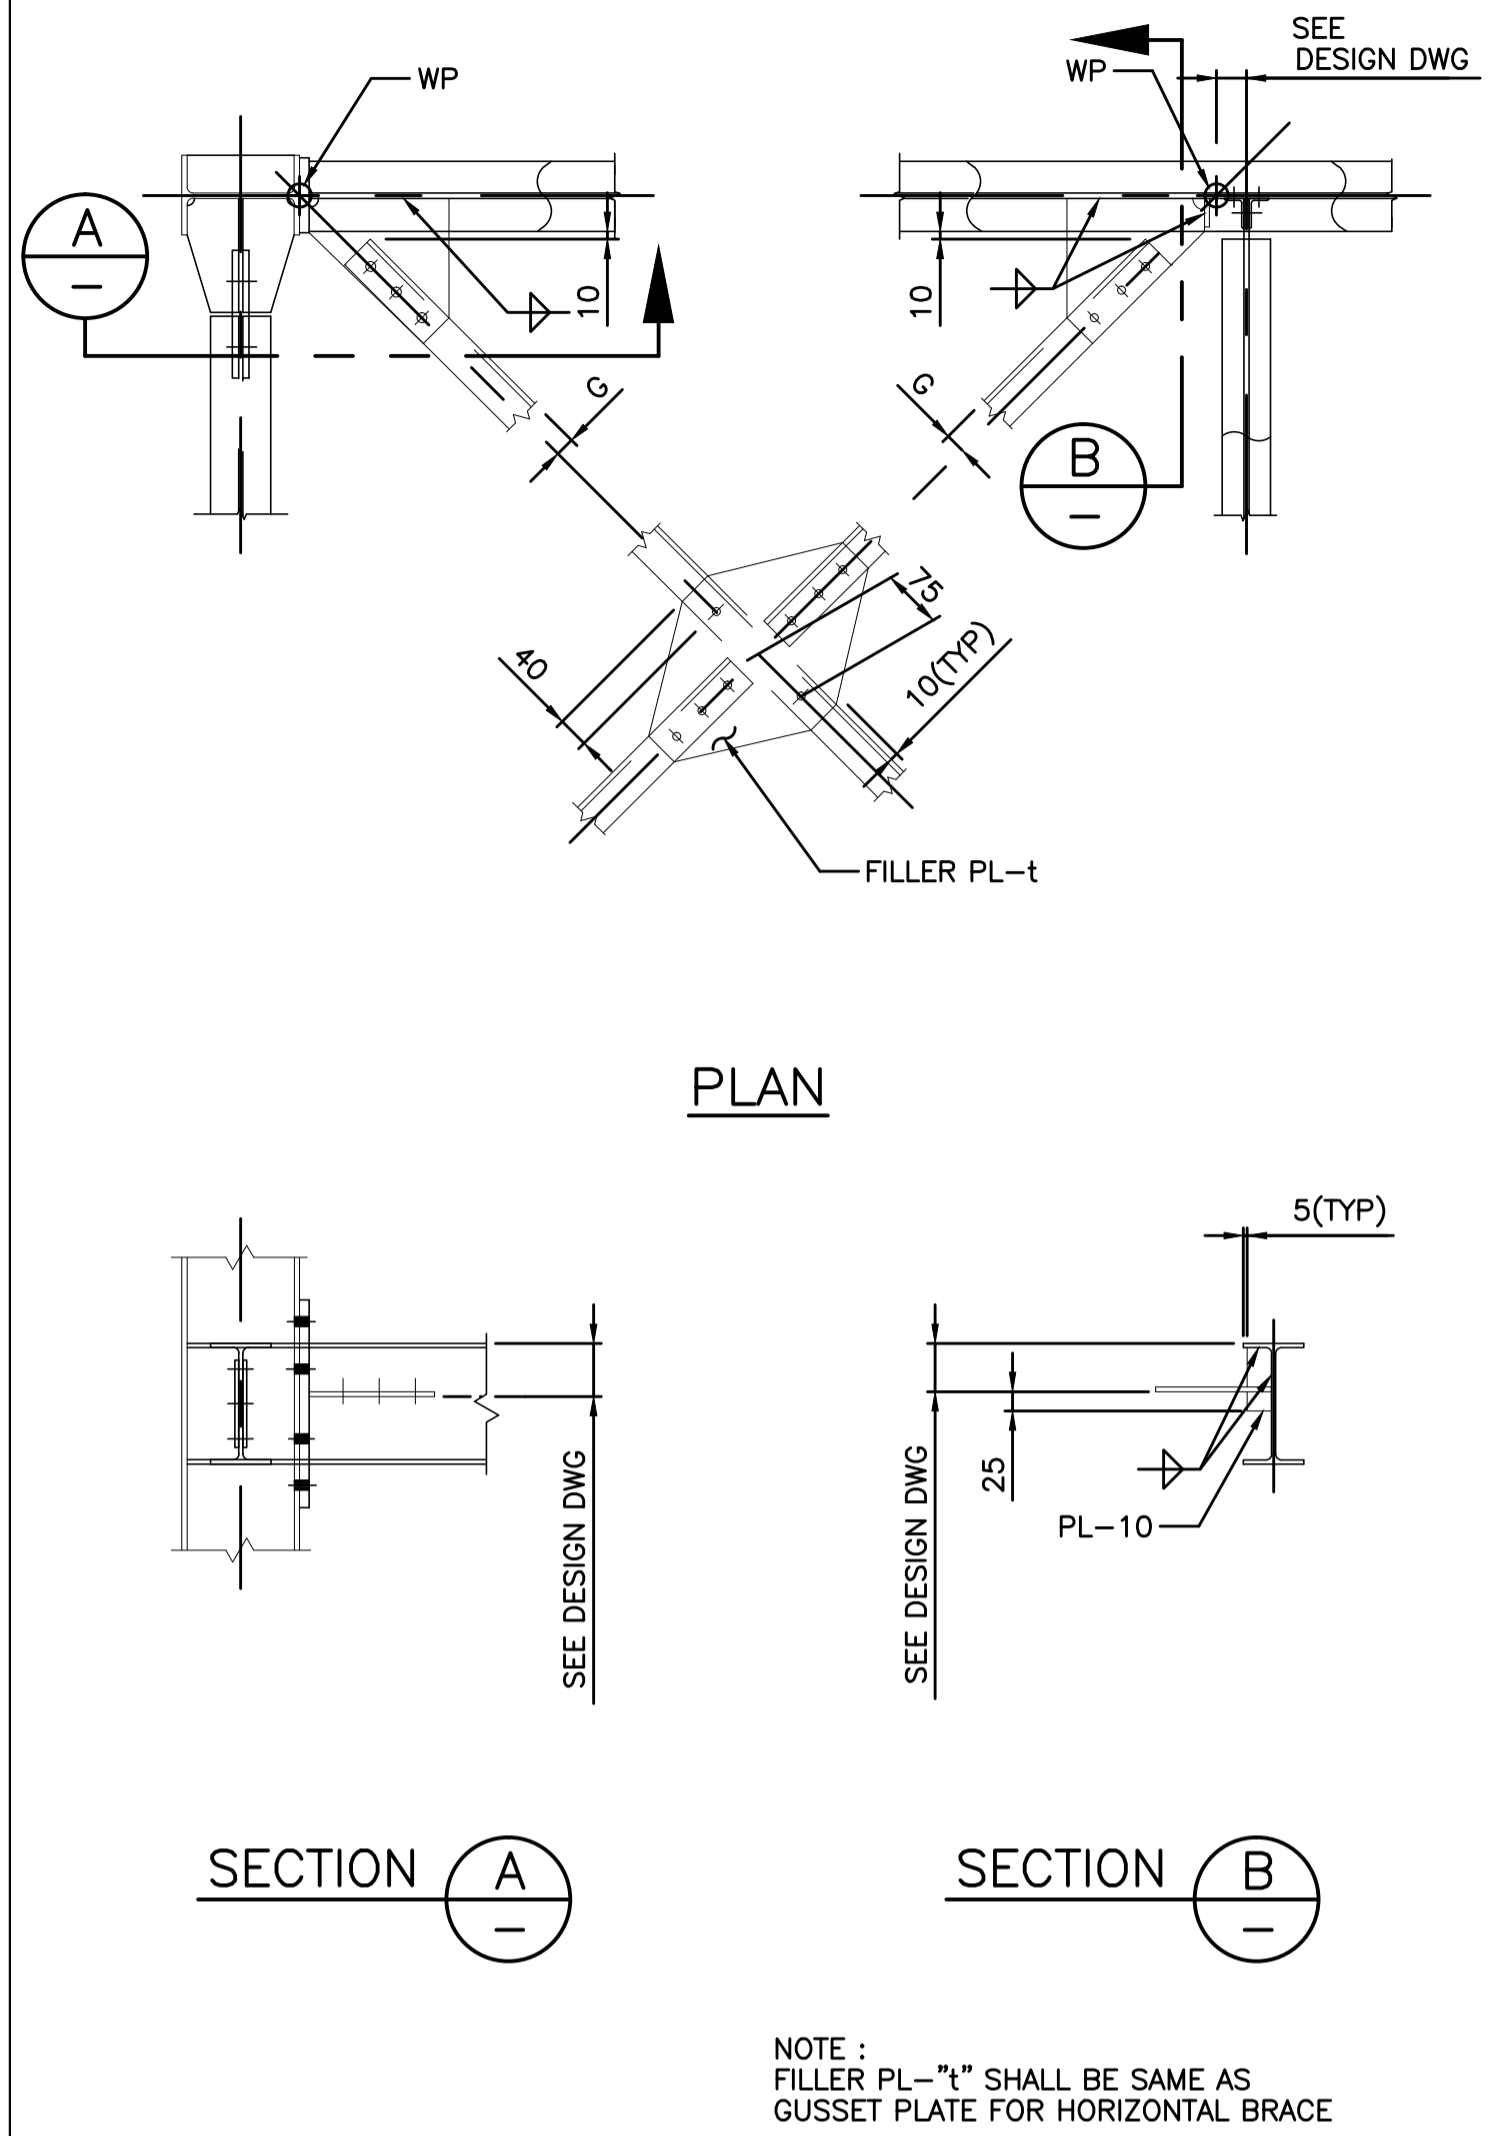 SEE
DESIGN DWG
WP
WP
A
–
10
10
G
G
B
–
75
40
10(TYP)
FILLER PL–t
PLAN
5(TYP)
25
SEE DESIGN DWG
SEE DESIGN DWG
PL–10
SECTION A
–
SECTION B
–
NOTE :
FILLER PL–"t" SHALL BE SAME AS
GUSSET PLATE FOR HORIZONTAL BRACE